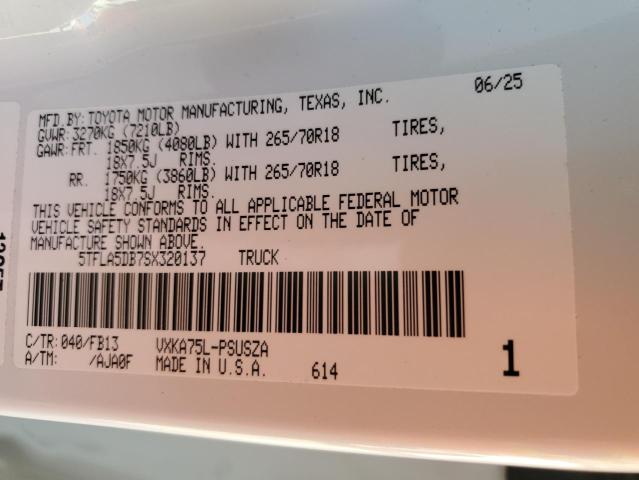 MFD.BY:TOYOTA MOTOR MANUFACTURING, TEXAS, INC. 06/25
GVWR:3270KG (7210LB)
GAWR:FRT. 1850KG (4080LB) WITH 265/70R18 TIRES,
18X7.5J RIMS.
RR. 1750KG (3860LB) WITH 265/70R18 TIRES,
18X7.5J RIMS.
THIS VEHICLE CONFORMS TO ALL APPLICABLE FEDERAL MOTOR
VEHICLE SAFETY STANDARDS IN EFFECT ON THE DATE OF
MANUFACTURE SHOWN ABOVE.
5TFLA5DB7SX320137 TRUCK
C/TR:040/FB13 VXKA75L-PSUSZA
A/TM: /AJA0F MADE IN U.S.A. 614 1